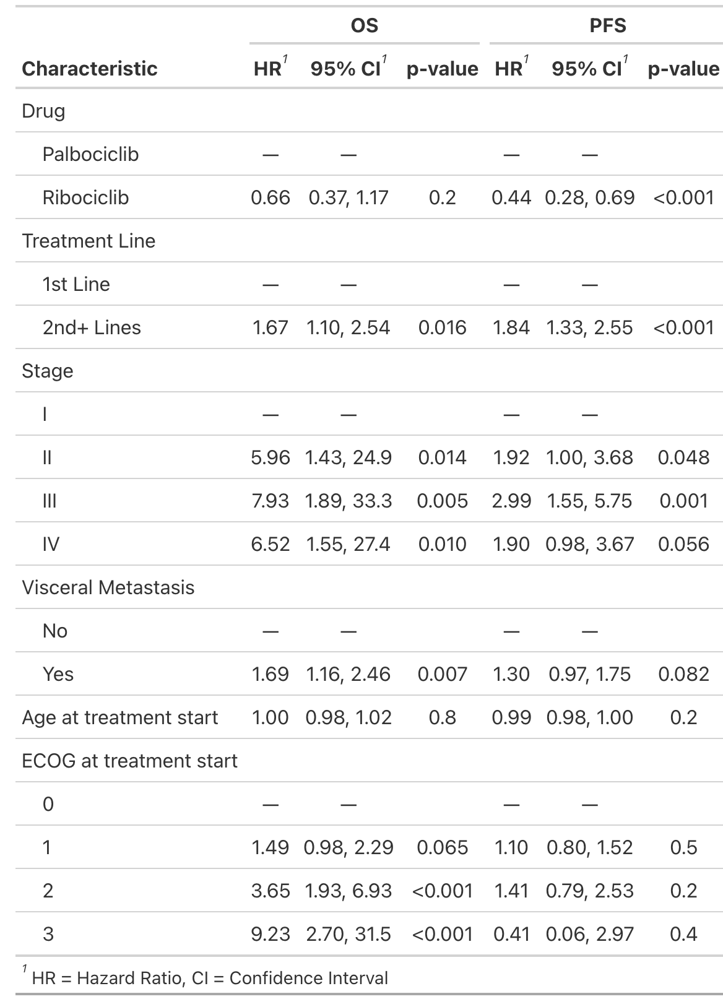 OS PFS
Characteristic HR1 95% CI1 p-value HR1 95% CI1 p-value
Drug
Palbociclib — — — —
Ribociclib 0.66 0.37, 1.17 0.2 0.44 0.28, 0.69 <0.001
Treatment Line
1st Line — — — —
2nd+ Lines 1.67 1.10, 2.54 0.016 1.84 1.33, 2.55 <0.001
Stage
I — — — —
II 5.96 1.43, 24.9 0.014 1.92 1.00, 3.68 0.048
III 7.93 1.89, 33.3 0.005 2.99 1.55, 5.75 0.001
IV 6.52 1.55, 27.4 0.010 1.90 0.98, 3.67 0.056
Visceral Metastasis
No — — — —
Yes 1.69 1.16, 2.46 0.007 1.30 0.97, 1.75 0.082
Age at treatment start 1.00 0.98, 1.02 0.8 0.99 0.98, 1.00 0.2
ECOG at treatment start
0 — — — —
1 1.49 0.98, 2.29 0.065 1.10 0.80, 1.52 0.5
2 3.65 1.93, 6.93 <0.001 1.41 0.79, 2.53 0.2
3 9.23 2.70, 31.5 <0.001 0.41 0.06, 2.97 0.4
1 HR = Hazard Ratio, CI = Confidence Interval